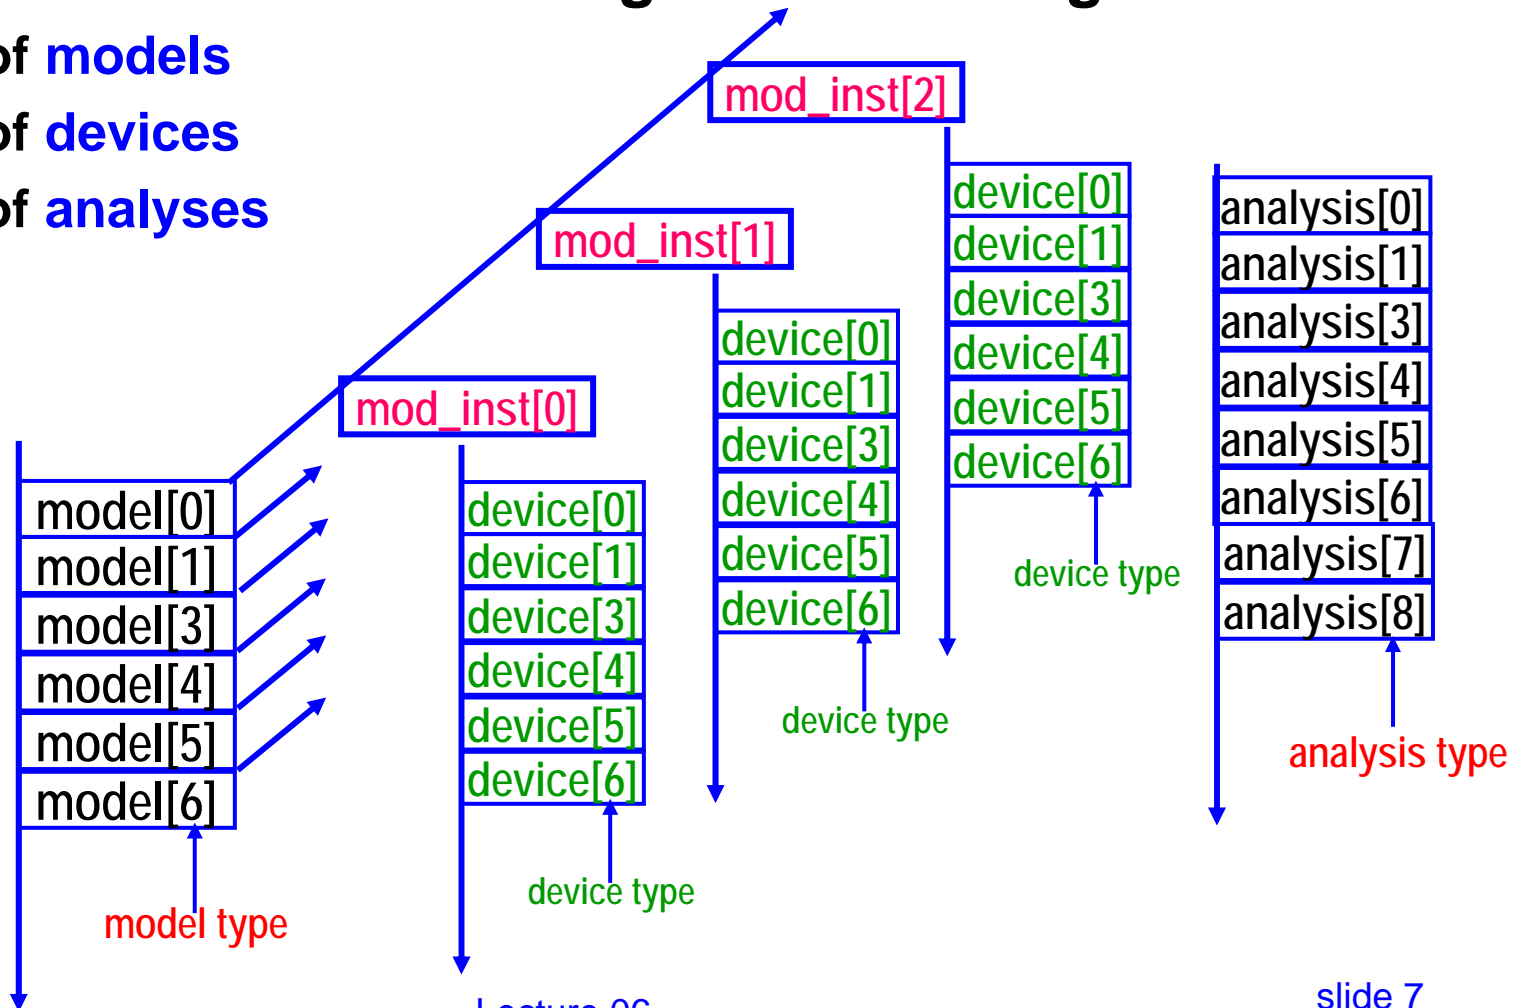 of models
of devices
of analyses
mod_inst[2]
device[0]
device[1]
device[3]
device[4]
device[5]
device[6]
device type
mod_inst[1]
device[0]
device[1]
device[3]
device[4]
device[5]
device[6]
device type
mod_inst[0]
device[0]
device[1]
device[3]
device[4]
device[5]
device[6]
device type
model[0]
model[1]
model[3]
model[4]
model[5]
model[6]
model type
analysis[0]
analysis[1]
analysis[3]
analysis[4]
analysis[5]
analysis[6]
analysis[7]
analysis[8]
analysis type
Lecture 06
slide 7